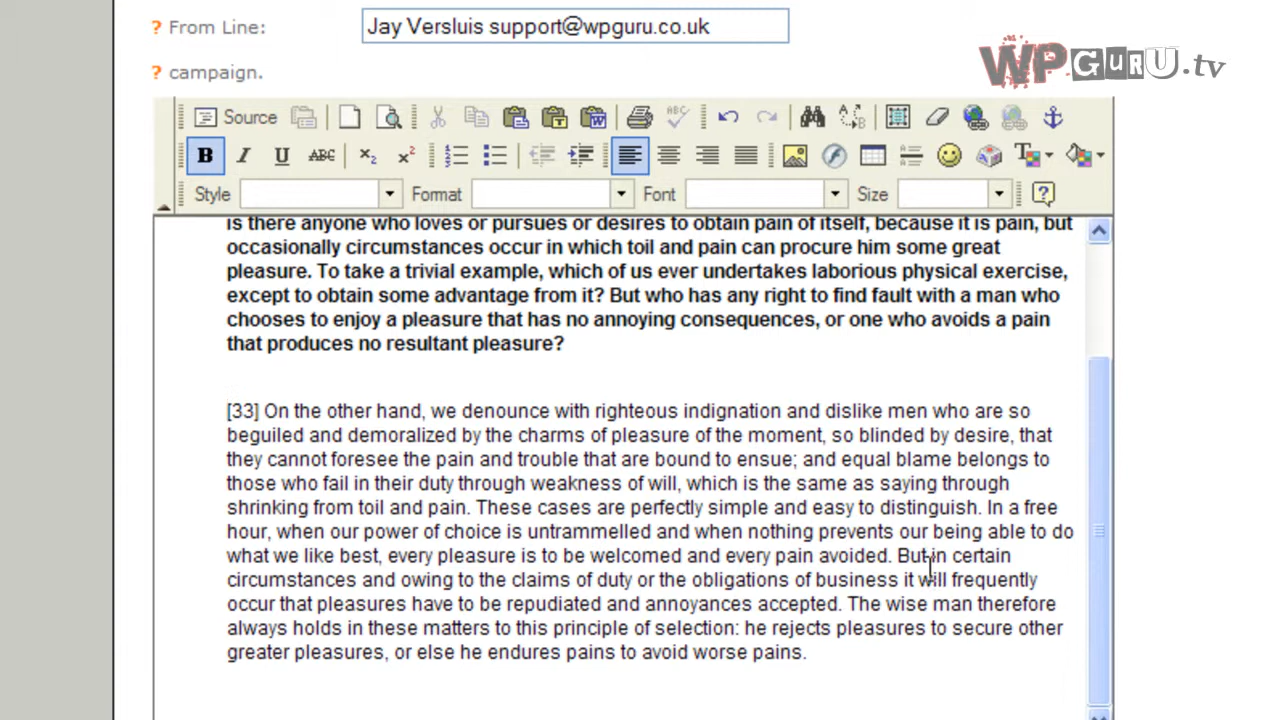 From Line: Jay Versluis support@wpguru.co.uk
WPGURU.tv
campaign.
Source
Style Format Font Size
is there anyone who loves or pursues or desires to obtain pain of itself, because it is pain, but
occasionally circumstances occur in which toil and pain can procure him some great
pleasure. To take a trivial example, which of us ever undertakes laborious physical exercise,
except to obtain some advantage from it? But who has any right to find fault with a man who
chooses to enjoy a pleasure that has no annoying consequences, or one who avoids a pain
that produces no resultant pleasure?
[33] On the other hand, we denounce with righteous indignation and dislike men who are so
beguiled and demoralized by the charms of pleasure of the moment, so blinded by desire, that
they cannot foresee the pain and trouble that are bound to ensue; and equal blame belongs to
those who fail in their duty through weakness of will, which is the same as saying through
shrinking from toil and pain. These cases are perfectly simple and easy to distinguish. In a free
hour, when our power of choice is untrammelled and when nothing prevents our being able to do
what we like best, every pleasure is to be welcomed and every pain avoided. But in certain
circumstances and owing to the claims of duty or the obligations of business it will frequently
occur that pleasures have to be repudiated and annoyances accepted. The wise man therefore
always holds in these matters to this principle of selection: he rejects pleasures to secure other
greater pleasures, or else he endures pains to avoid worse pains.